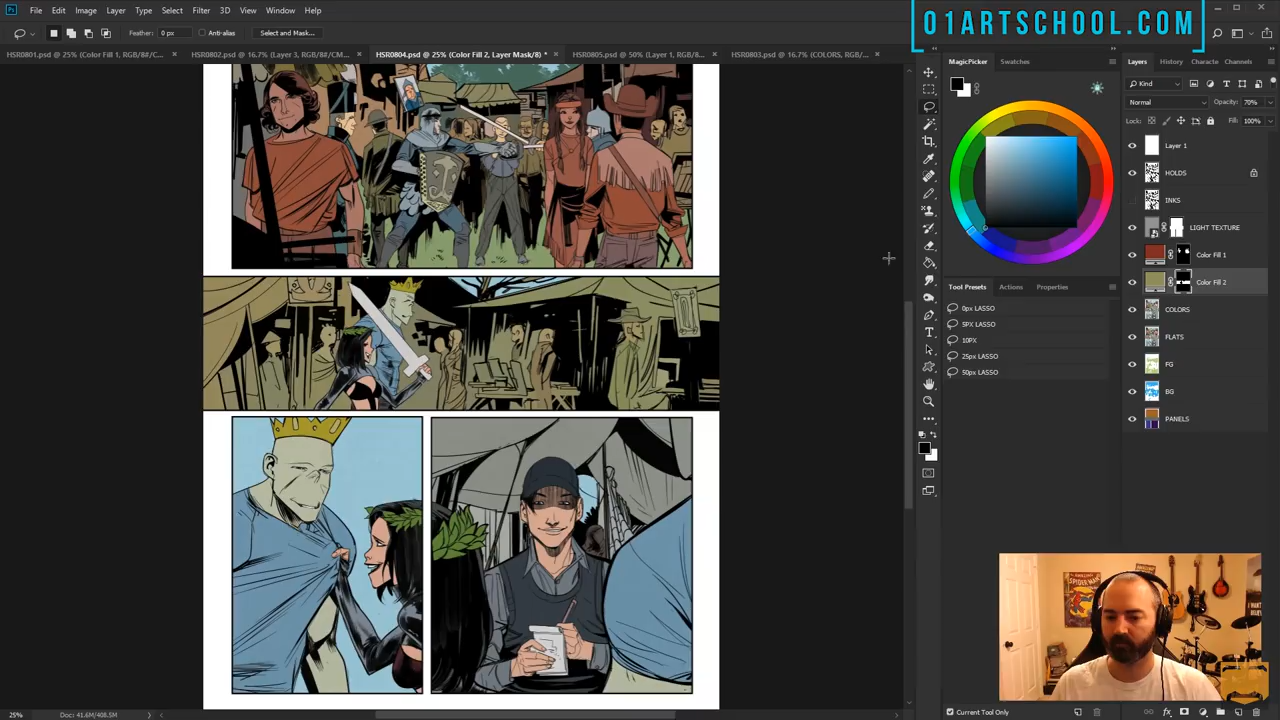 01ARTSCHOOL.COM
Ps File Edit Image Layer Type Select Filter 3D View Window Help
Feather: 0 px Anti-alias Select and Mask...
HSR0801.psd @ 25% (Color Fill 1, RGB/8#/C... × HSR0802.psd @ 16.7% (Layer 3, RGB/8#/CM... × HSR0804.psd @ 25% (Color Fill 2, Layer Mask/8) * × HSR0805.psd @ 50% (Layer 1, RGB/8... × HSR0803.psd @ 16.7% (COLORS, RGB/8... ×
MagicPicker Swatches
Layers History Characte Channels
Kind
Normal Opacity: 70%
Lock: Fill: 100%
Layer 1
HOLDS
INKS
LIGHT TEXTURE
Color Fill 1
Color Fill 2
COLORS
FLATS
FG
BG
PANELS
Tool Presets Actions Properties
0px LASSO
5PX LASSO
10PX
25px LASSO
50px LASSO
Current Tool Only
25% Doc: 41.6M/408.5M